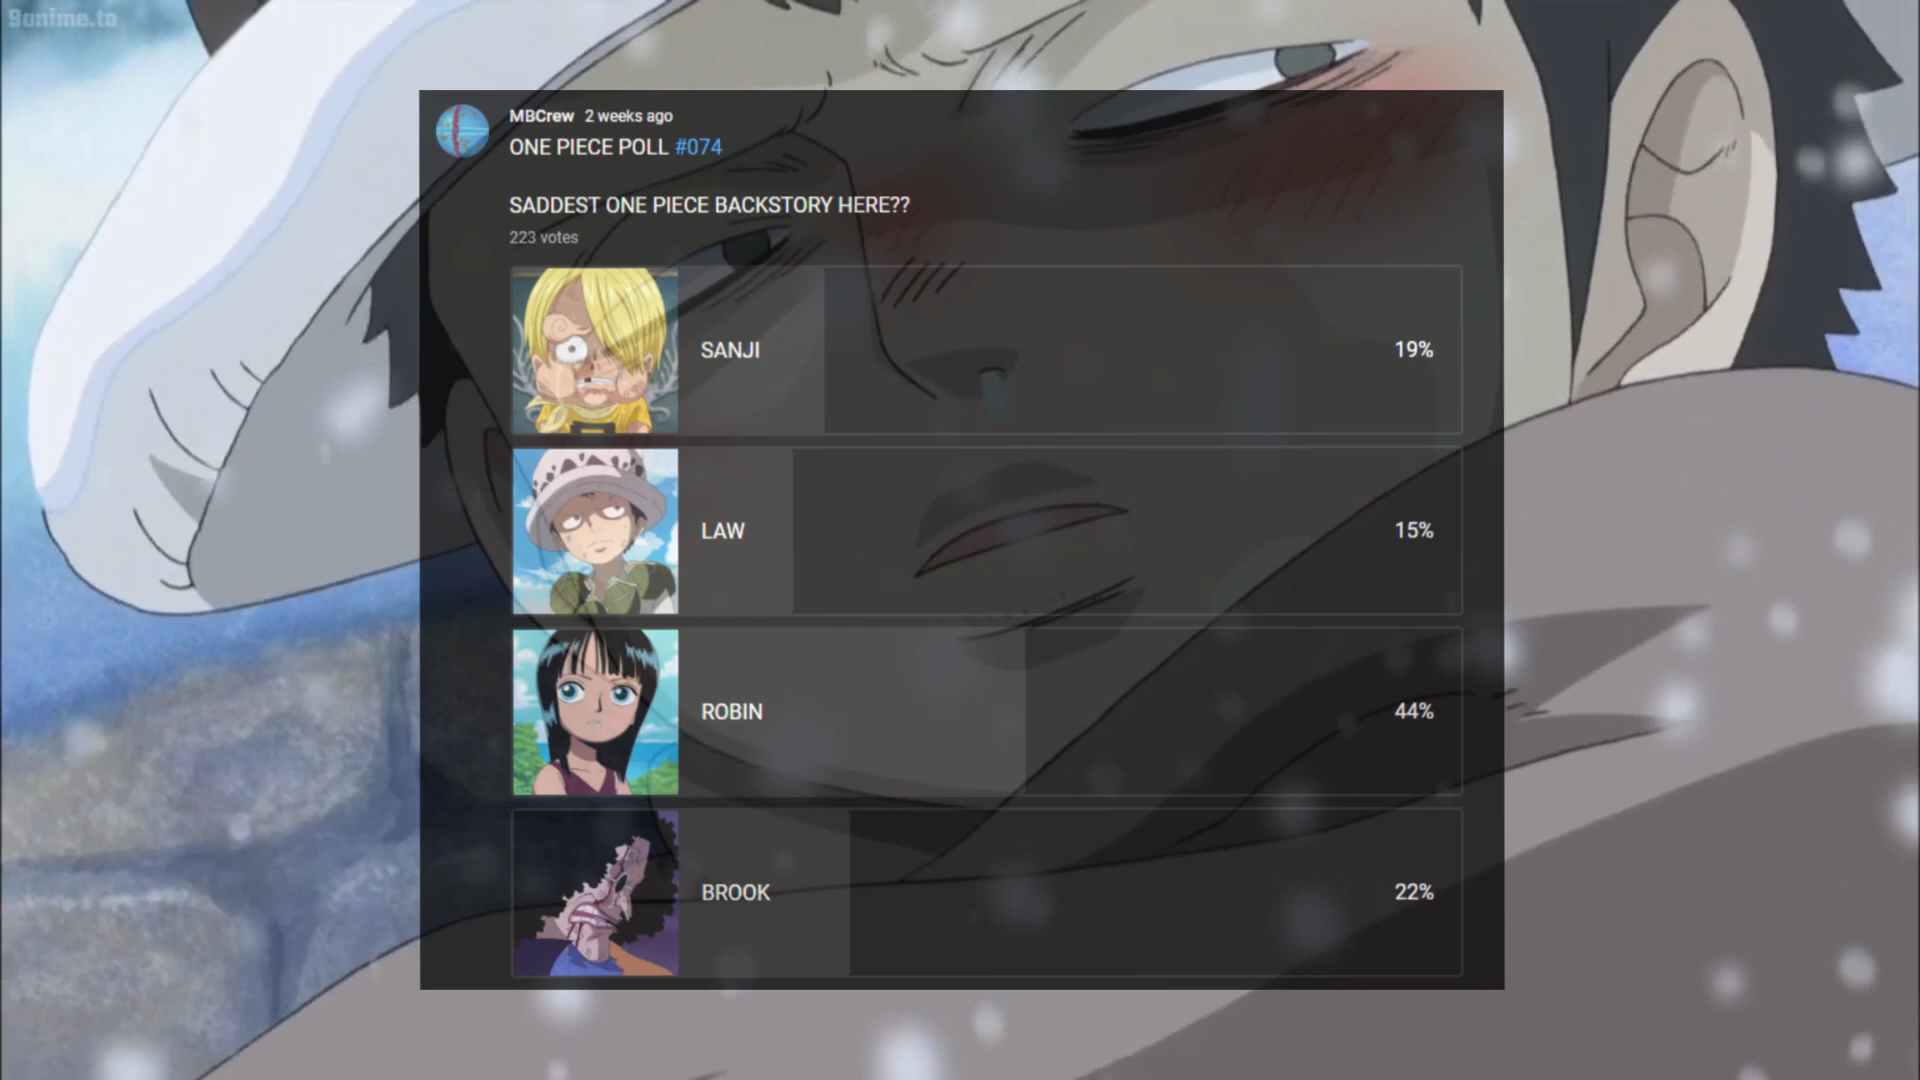 9anime.to
MBCrew 2 weeks ago
ONE PIECE POLL #074
SADDEST ONE PIECE BACKSTORY HERE??
223 votes
SANJI 19%
LAW 15%
ROBIN 44%
BROOK 22%